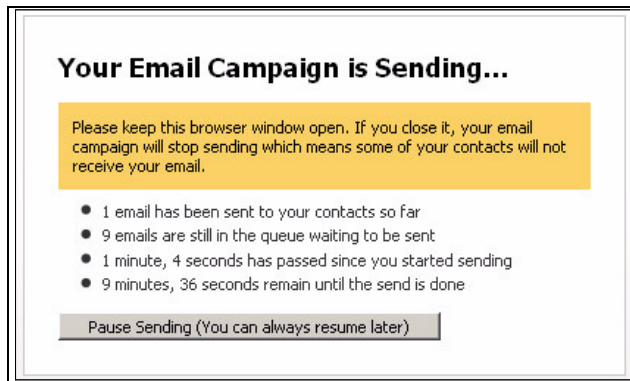 Your Email Campaign is Sending...
Please keep this browser window open. If you close it, your email
campaign will stop sending which means some of your contacts will not
receive your email.
1 email has been sent to your contacts so far
9 emails are still in the queue waiting to be sent
1 minute, 4 seconds has passed since you started sending
9 minutes, 36 seconds remain until the send is done
Pause Sending (You can always resume later)